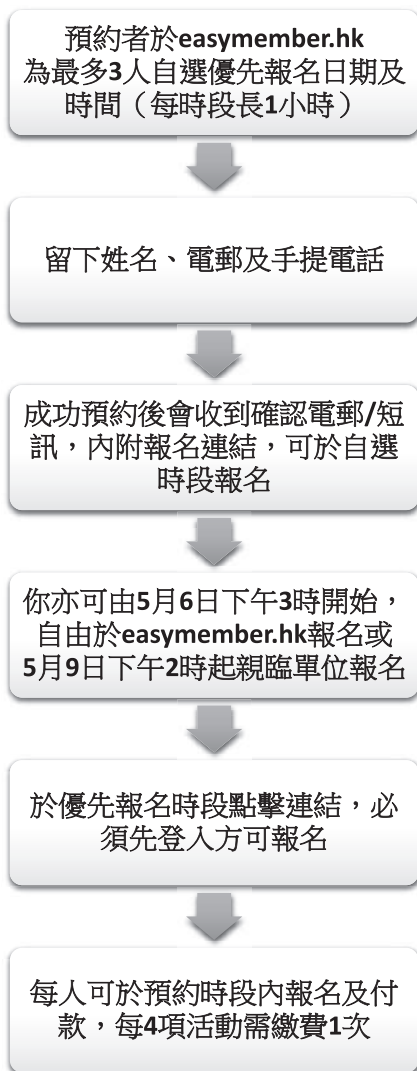 預約者於easymember.hk
為最多3人自選優先報名日期及
時間（每時段長1小時）
留下姓名、電郵及手提電話
成功預約後會收到確認電郵/短
訊，內附報名連結，可於自選
時段報名
你亦可由5月6日下午3時開始，
自由於easymember.hk報名或
5月9日下午2時起親臨單位報名
於優先報名時段點擊連結，必
須先登入方可報名
每人可於預約時段內報名及付
款，每4項活動需繳費1次